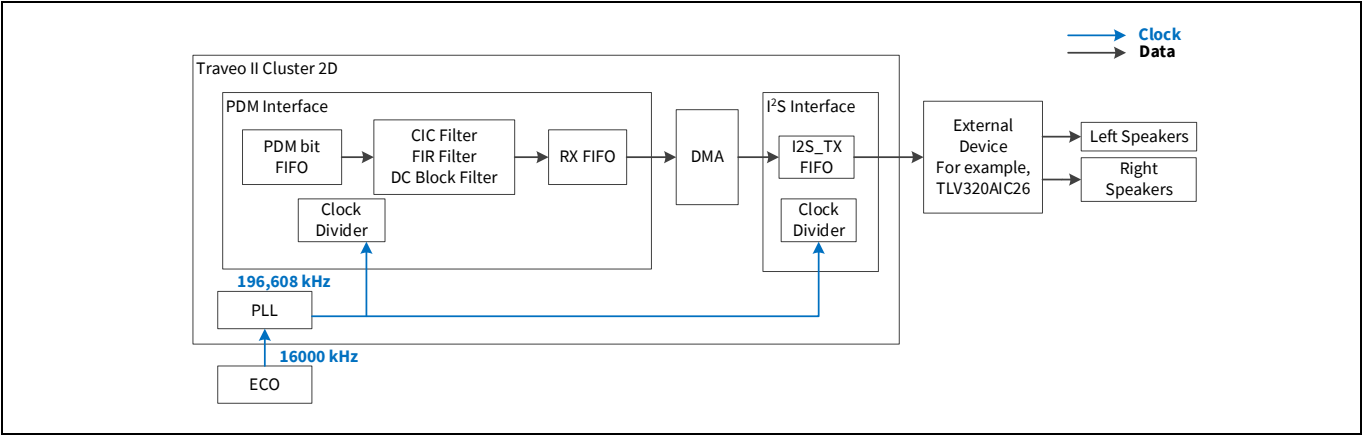 Clock
Data
Traveo II Cluster 2D
PDM Interface
PDM bit
FIFO
CIC Filter
FIR Filter
DC Block Filter
RX FIFO
Clock
Divider
DMA
I²S Interface
I2S_TX
FIFO
Clock
Divider
External
Device
For example,
TLV320AIC26
Left Speakers
Right
Speakers
196,608 kHz
PLL
16000 kHz
ECO